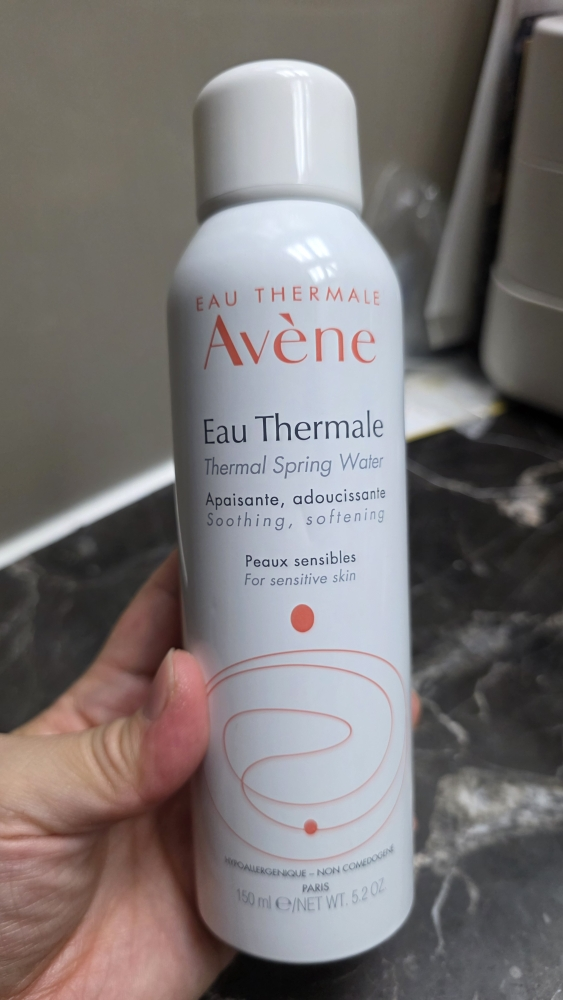 EAU THERMALE
Avène
Eau Thermale
Thermal Spring Water
Apaisante, adoucissante
Soothing, softening
Peaux sensibles
For sensitive skin
HYPOALLERGENIQUE – NON COMEDOGENE
PARIS
150 ml ℮/NET WT. 5.2 OZ.